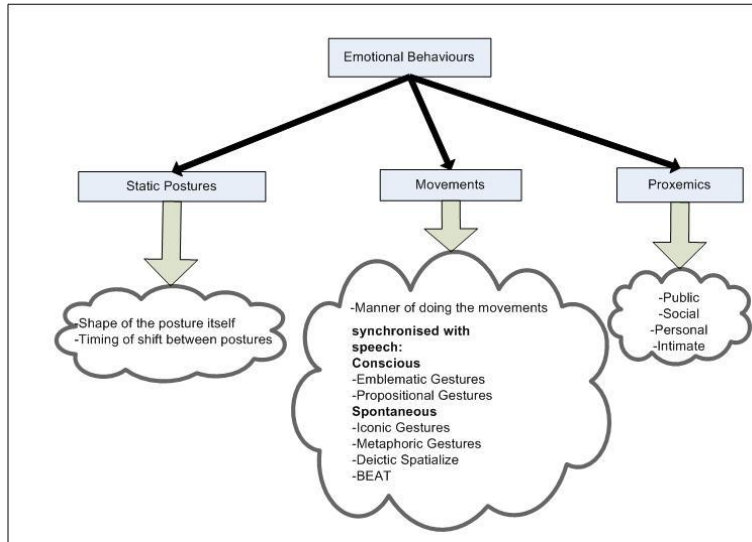 Emotional Behaviours
Static Postures
Movements
Proxemics
-Shape of the posture itself
-Timing of shift between postures
-Manner of doing the movements
synchronised with
speech:
Conscious
-Emblematic Gestures
-Propositional Gestures
Spontaneous
-Iconic Gestures
-Metaphoric Gestures
-Deictic Spatialize
-BEAT
-Public
-Social
-Personal
-Intimate